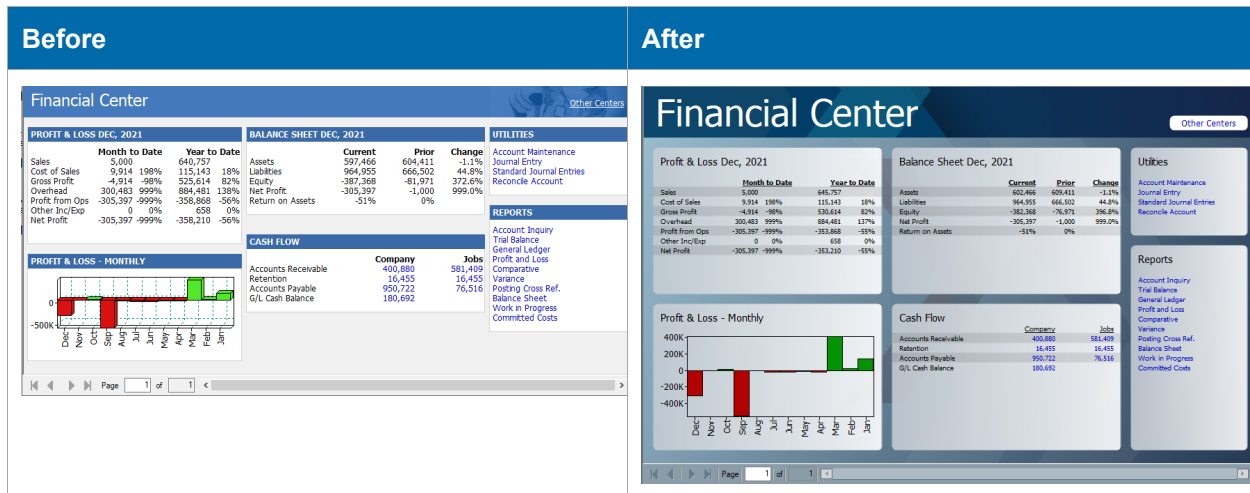 Before
Financial Center
Other Centers
PROFIT & LOSS DEC, 2021
Month to Date Year to Date
Sales 5,000 640,757
Cost of Sales 9,914 198% 115,143 18%
Gross Profit -4,914 -98% 525,614 82%
Overhead 300,483 999% 884,481 138%
Profit from Ops -305,397 -999% -358,868 -56%
Other Inc/Exp 0 0% 658 0%
Net Profit -305,397 -999% -358,210 -56%
PROFIT & LOSS - MONTHLY
0
-500K
Dec Nov Oct Sep Aug Jul Jun May Apr Mar Feb Jan
BALANCE SHEET DEC, 2021
Current Prior Change
Assets 597,466 604,411 -1.1%
Liabilities 964,955 666,502 44.8%
Equity -387,368 -81,971 372.6%
Net Profit -305,397 -1,000 999.0%
Return on Assets -51% 0%
CASH FLOW
Company Jobs
Accounts Receivable 400,880 581,409
Retention 16,455 16,455
Accounts Payable 950,722 76,516
G/L Cash Balance 180,692
UTILITIES
Account Maintenance
Journal Entry
Standard Journal Entries
Reconcile Account
REPORTS
Account Inquiry
Trial Balance
General Ledger
Profit and Loss
Comparative
Variance
Posting Cross Ref.
Balance Sheet
Work in Progress
Committed Costs
Page 1 of 1
After
Financial Center
Other Centers
Profit & Loss Dec, 2021
Month to Date Year to Date
Sales 5,000 645,757
Cost of Sales 9,914 198% 115,143 18%
Gross Profit -4,914 -98% 530,614 82%
Overhead 300,483 999% 884,481 137%
Profit from Ops -305,397 -999% -353,868 -55%
Other Inc/Exp 0 0% 658 0%
Net Profit -305,397 -999% -353,210 -55%
Profit & Loss - Monthly
400K
200K
0
-200K
-400K
Dec Nov Oct Sep Aug Jul Jun May Apr Mar Feb Jan
Balance Sheet Dec, 2021
Current Prior Change
Assets 602,466 609,411 -1.1%
Liabilities 964,955 666,502 44.8%
Equity -382,368 -76,971 396.8%
Net Profit -305,397 -1,000 999.0%
Return on Assets -51% 0%
Cash Flow
Company Jobs
Accounts Receivable 400,880 581,409
Retention 16,455 16,455
Accounts Payable 950,722 76,516
G/L Cash Balance 180,692
Utilities
Account Maintenance
Journal Entry
Standard Journal Entries
Reconcile Account
Reports
Account Inquiry
Trial Balance
General Ledger
Profit and Loss
Comparative
Variance
Posting Cross Ref.
Balance Sheet
Work in Progress
Committed Costs
Page 1 of 1